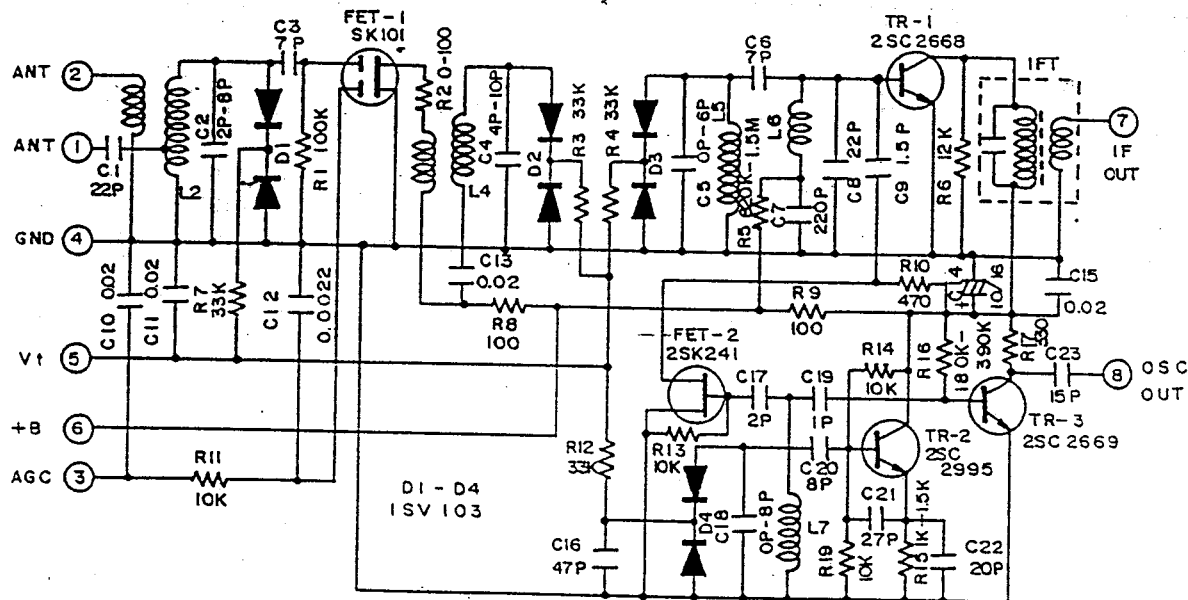 ANT 2
ANT 1
GND 4
Vt 5
+B 6
AGC 3
C.1
22P
L2
C2
2P-8P
C3
7P
D1
R1 100K
FET-1
SK101
R2 0-100
L4
C4
4P-10P
D2
R3 33K
R4 33K
D3
C5
0P-6P
L5
C6
7P
L6
R5 820K-1.5M
C7
220P
C8
22P
C9
1.5P
TR-1
2SC2668
R6
12K
IFT
7
IF
OUT
C10 0.02
C11 0.02
R7
33K
C12
0.022
C13
0.02
R8
100
R9
100
R10
470
C14
10 16
C15
0.02
FET-2
2SK241
R11
10K
D1-D4
1SV103
R12
33K
R13
10K
C16
47P
D4
C18
0P-8P
L7
C17
2P
C19
1P
C20
8P
R14
10K
R16
180K-
390K
R17
330
C23
15P
8 OSC
OUT
TR-3
2SC2669
TR-2
2SC
2995
C21
27P
R19
10K
R15
1K-1.5K
C22
20P